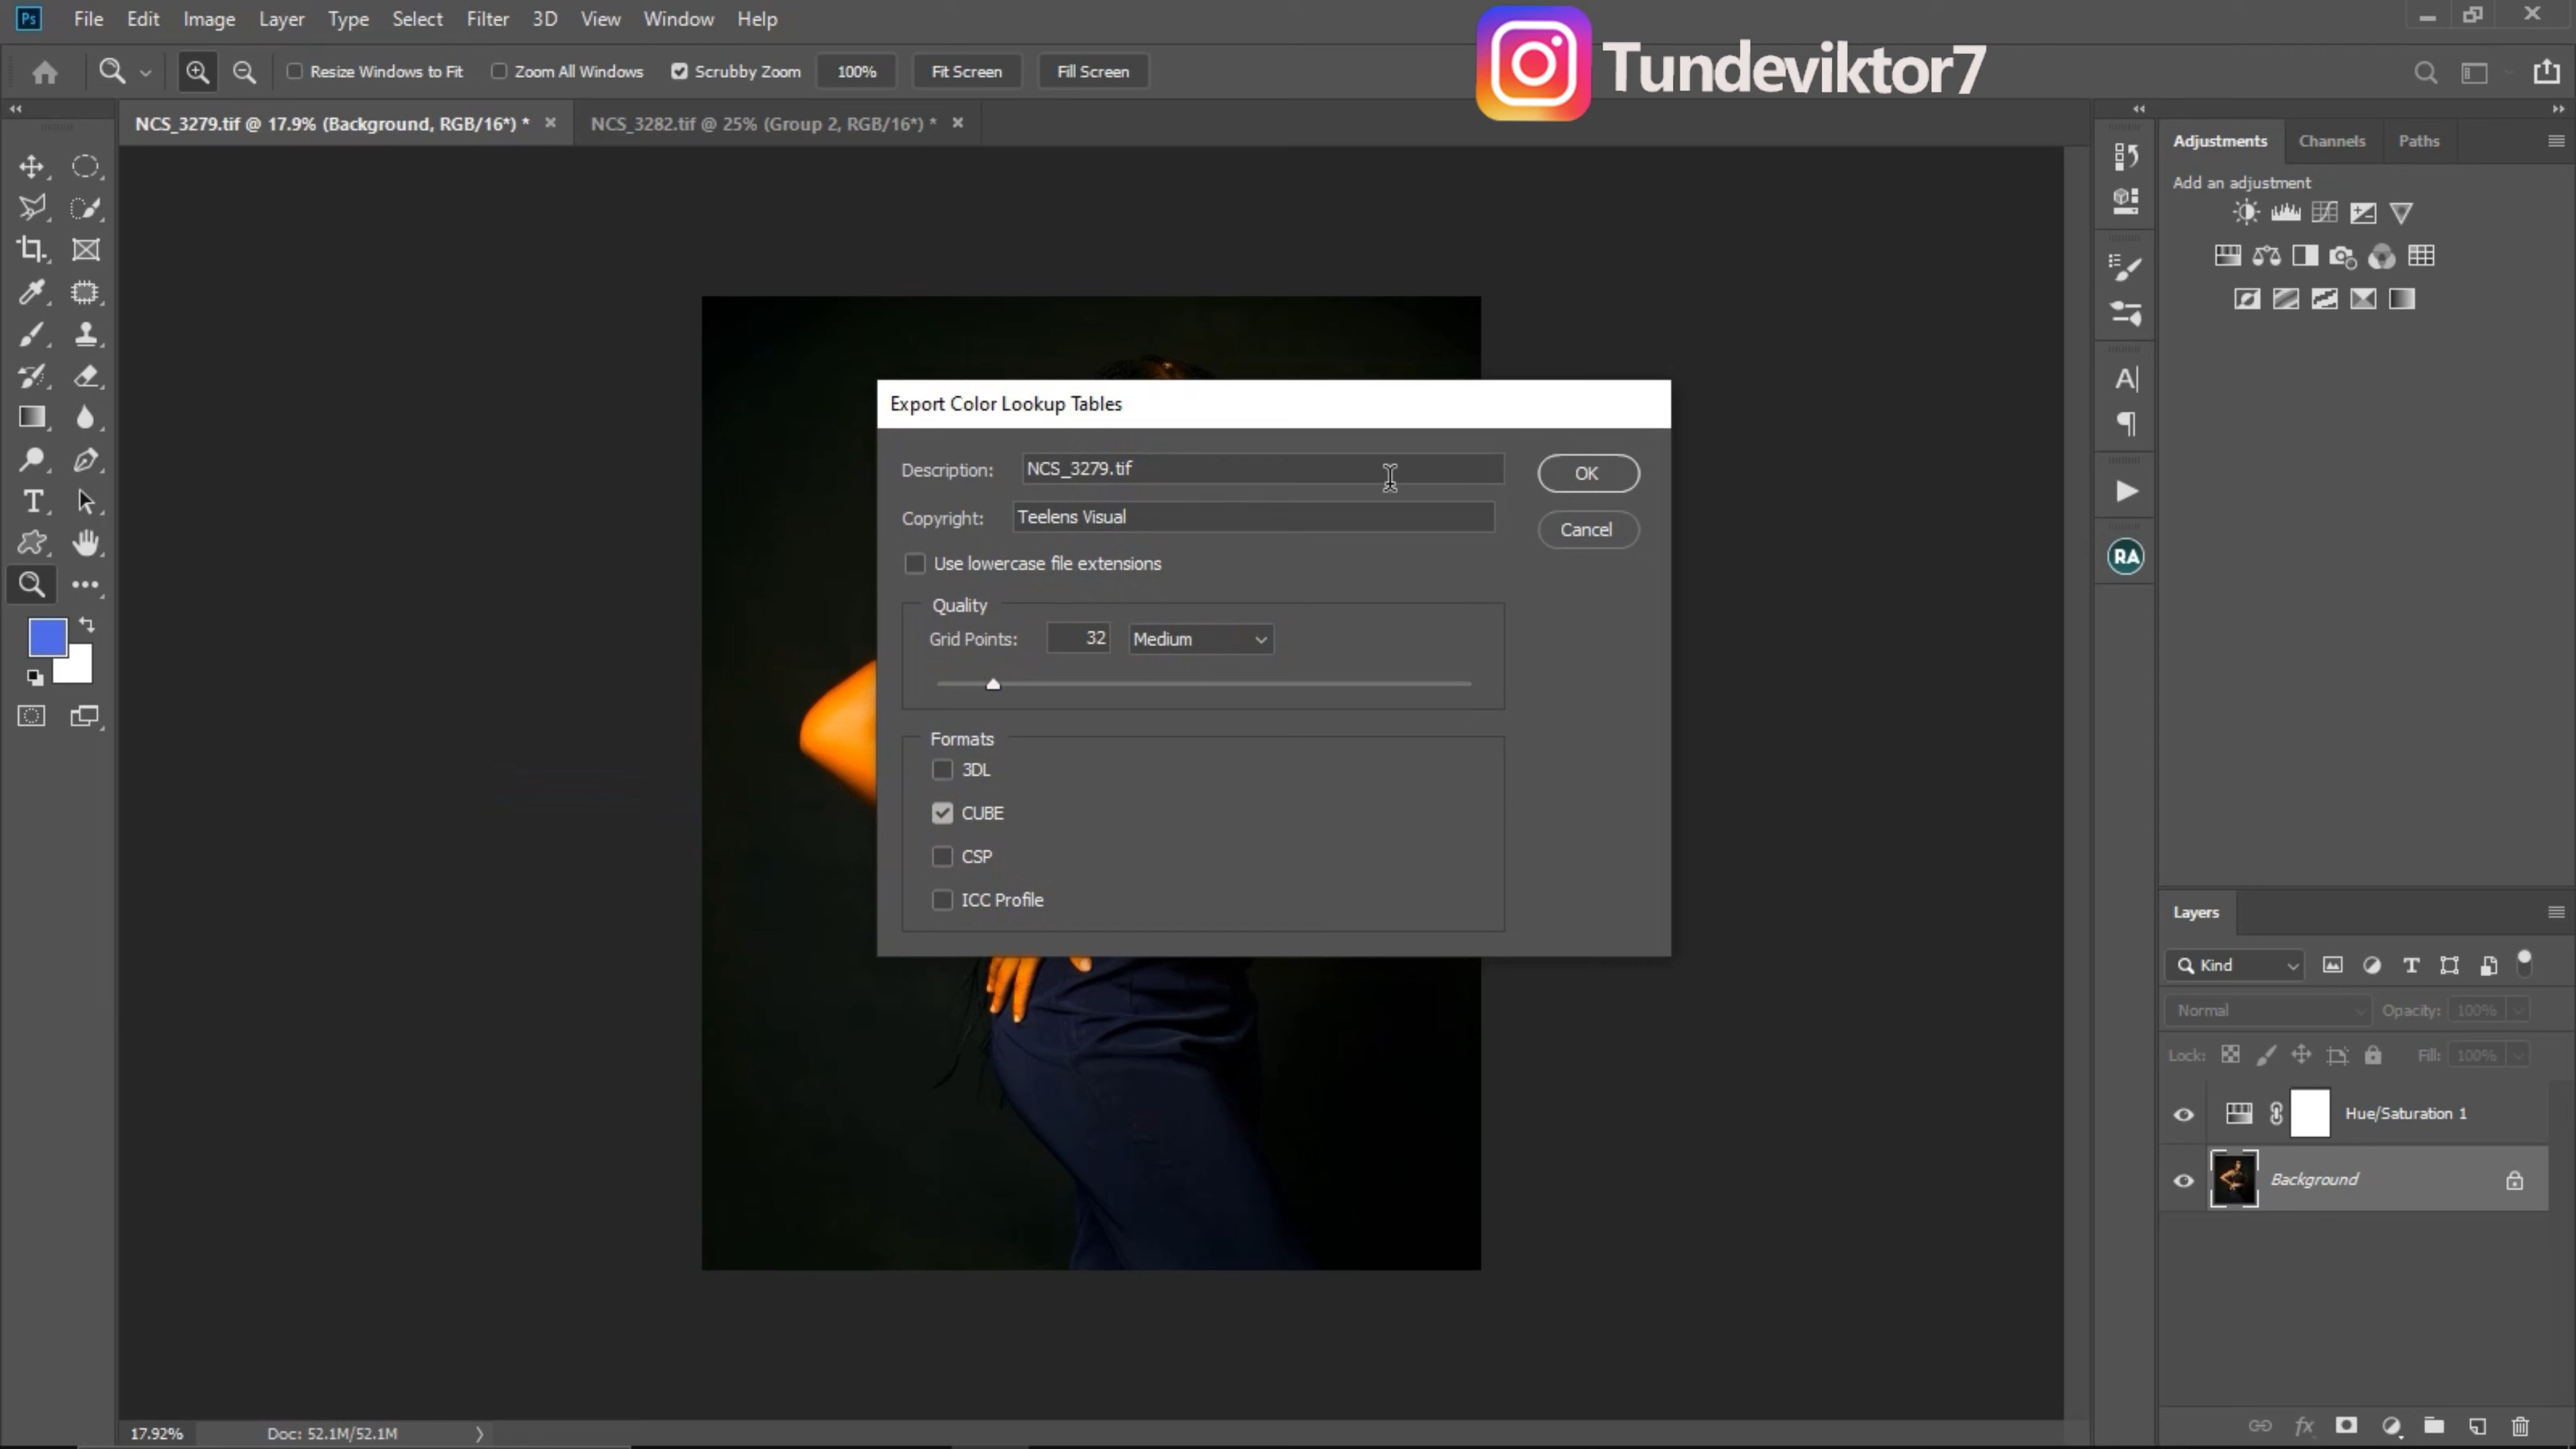 Ps File Edit Image Layer Type Select Filter 3D View Window Help
Tundeviktor7
Resize Windows to Fit Zoom All Windows Scrubby Zoom 100% Fit Screen Fill Screen
NCS_3279.tif @ 17.9% (Background, RGB/16*) * × NCS_3282.tif @ 25% (Group 2, RGB/16*) * ×
Adjustments Channels Paths
Add an adjustment
Export Color Lookup Tables
Description: NCS_3279.tif
OK
Copyright: Teelens Visual
Cancel
Use lowercase file extensions
Quality
Grid Points: 32 Medium
Formats
3DL
CUBE
CSP
ICC Profile
RA
Layers
Kind
Normal Opacity: 100%
Lock: Fill: 100%
Hue/Saturation 1
Background
fx
17.92% Doc: 52.1M/52.1M